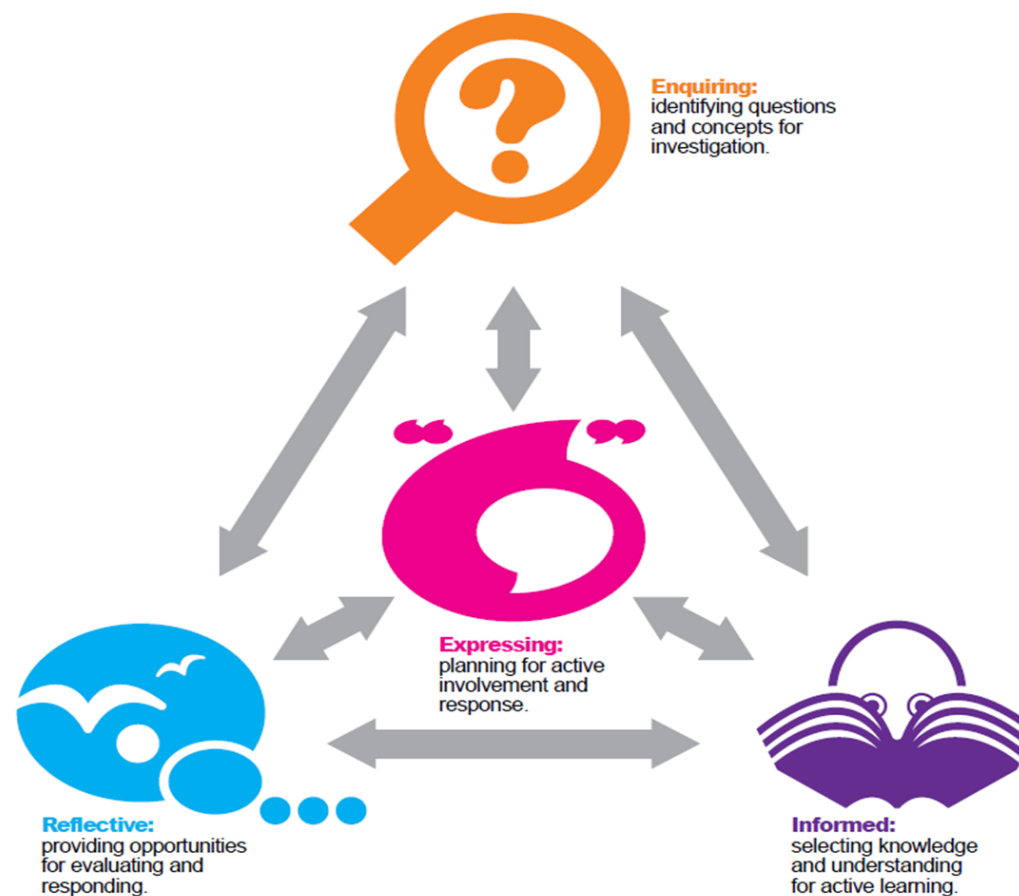 ?
Enquiring:
identifying questions
and concepts for
investigation.
“ ”
Expressing:
planning for active
involvement and
response.
Reflective:
providing opportunities
for evaluating and
responding.
Informed:
selecting knowledge
and understanding
for active learning.